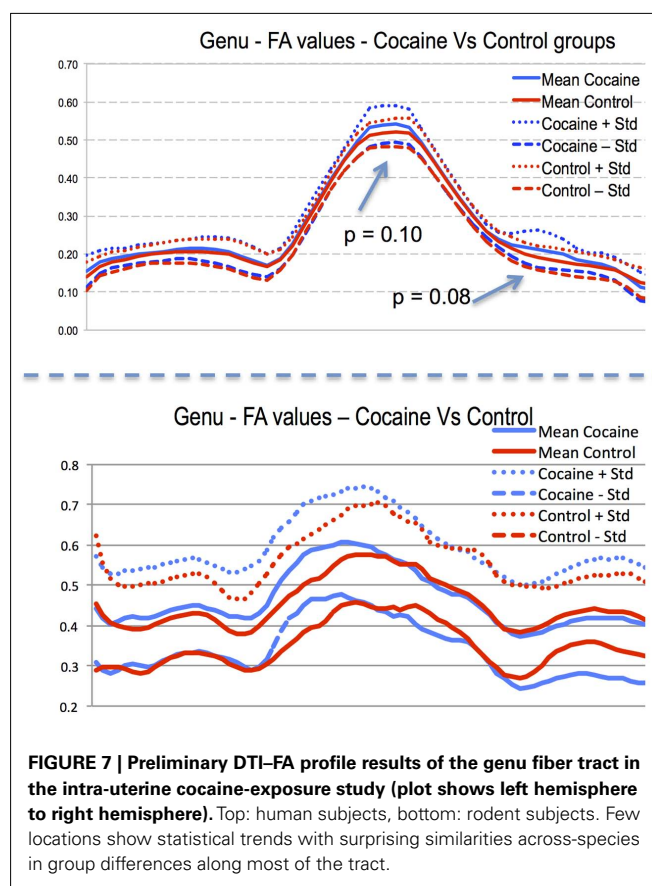 Genu - FA values - Cocaine Vs Control groups
0.70
0.60
0.50
0.40
0.30
0.20
0.10
0.00
Mean Cocaine
Mean Control
Cocaine + Std
Cocaine – Std
Control + Std
Control – Std
p = 0.10
p = 0.08
Genu - FA values – Cocaine Vs Control
0.8
0.7
0.6
0.5
0.4
0.3
0.2
Mean Cocaine
Mean Control
Cocaine + Std
Cocaine - Std
Control + Std
Control - Std
FIGURE 7 | Preliminary DTI–FA profile results of the genu fiber tract in
the intra-uterine cocaine-exposure study (plot shows left hemisphere
to right hemisphere). Top: human subjects, bottom: rodent subjects. Few
locations show statistical trends with surprising similarities across-species
in group differences along most of the tract.